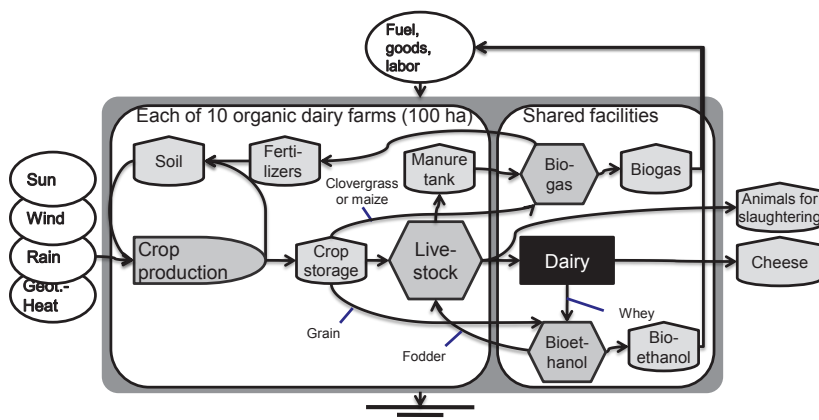 Fuel,
goods,
labor
Each of 10 organic dairy farms (100 ha)
Shared facilities
Soil
Ferti-
lizers
Manure
tank
Bio-
gas
Biogas
Sun
Wind
Rain
Geot.-
Heat
Clovergrass
or maize
Animals for
slaughtering
Crop
production
Crop
storage
Live-
stock
Dairy
Cheese
Grain
Fodder
Whey
Bioet-
hanol
Bio-
ethanol